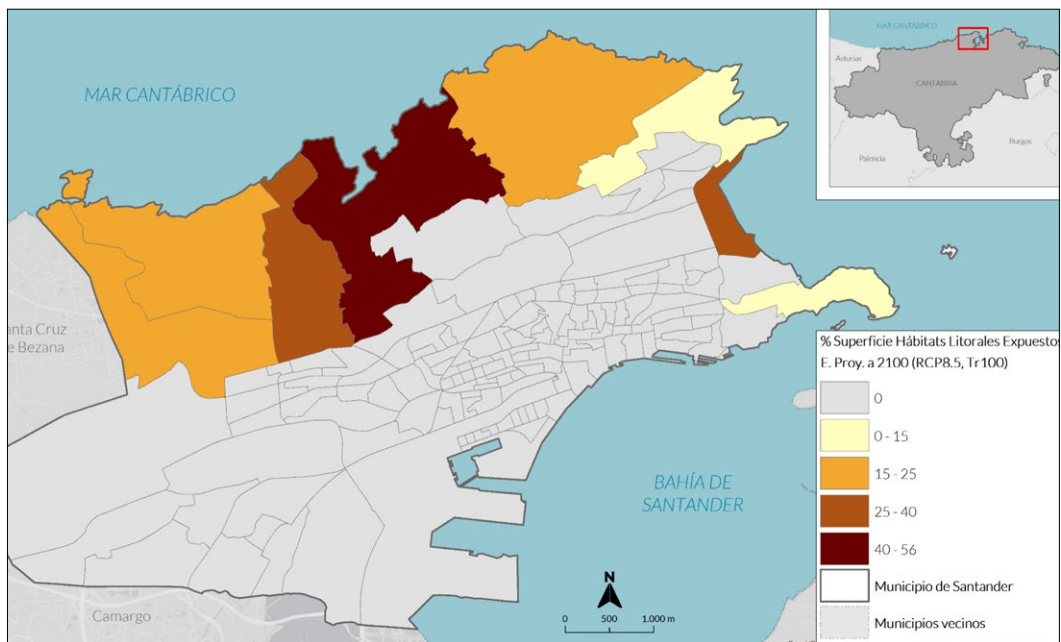 MAR CANTÁBRICO
MAR CANTÁBRICO
Asturias
CANTABRIA
Palencia
Burgos
anta Cruz
e Bezana
BAHÍA DE
SANTANDER
Camargo
N
0 500 1.000 m
% Superficie Hábitats Litorales Expuestos
E. Proy. a 2100 (RCP8.5, Tr100)
0
0 - 15
15 - 25
25 - 40
40 - 56
Municipio de Santander
Municipios vecinos